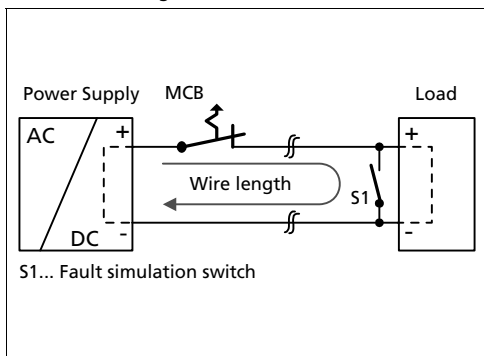 Power Supply
MCB
Load
AC
+
+
Wire length
S1
DC
-
-
S1... Fault simulation switch